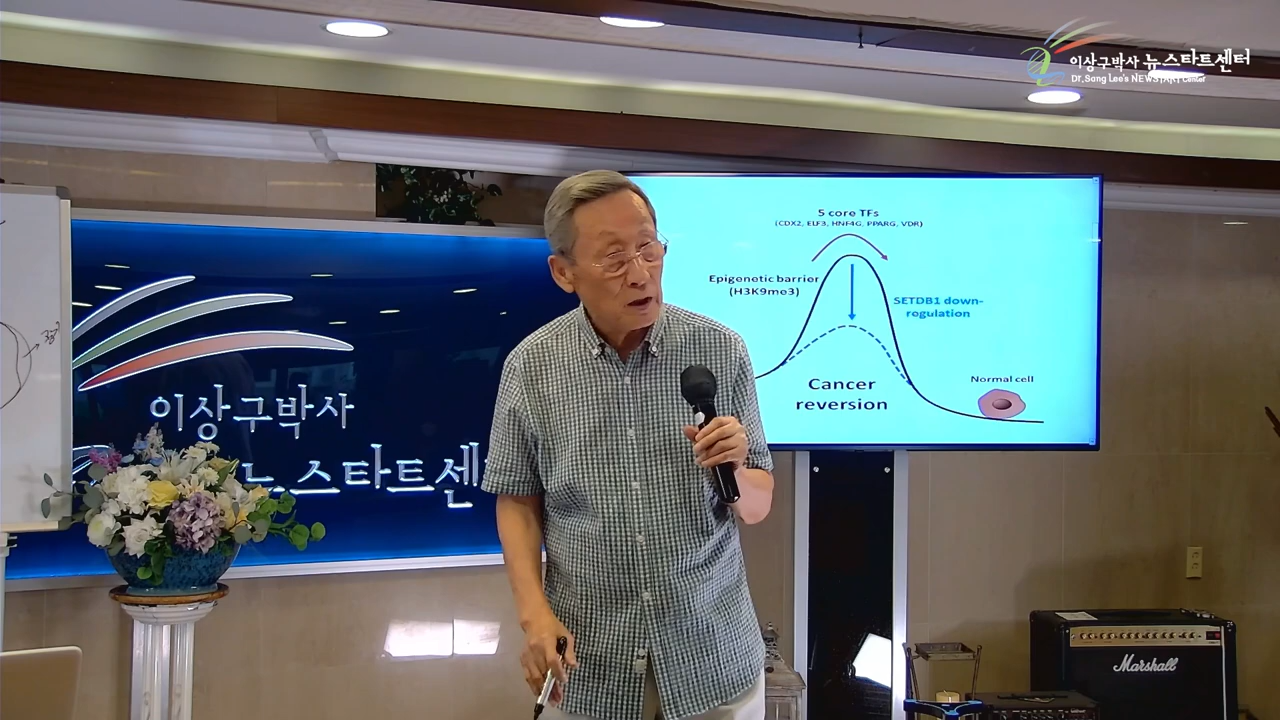 이상구박사 뉴스타트센터
Dr.Sang Lee's NEWSTART Center
5 core TFs
(CDX2, ELF3, HNF4G, PPARG, VDR)
Epigenetic barrier
(H3K9me3)
SETDB1 down-
regulation
Cancer
reversion
Normal cell
이상구박사
뉴스타트센
Marshall